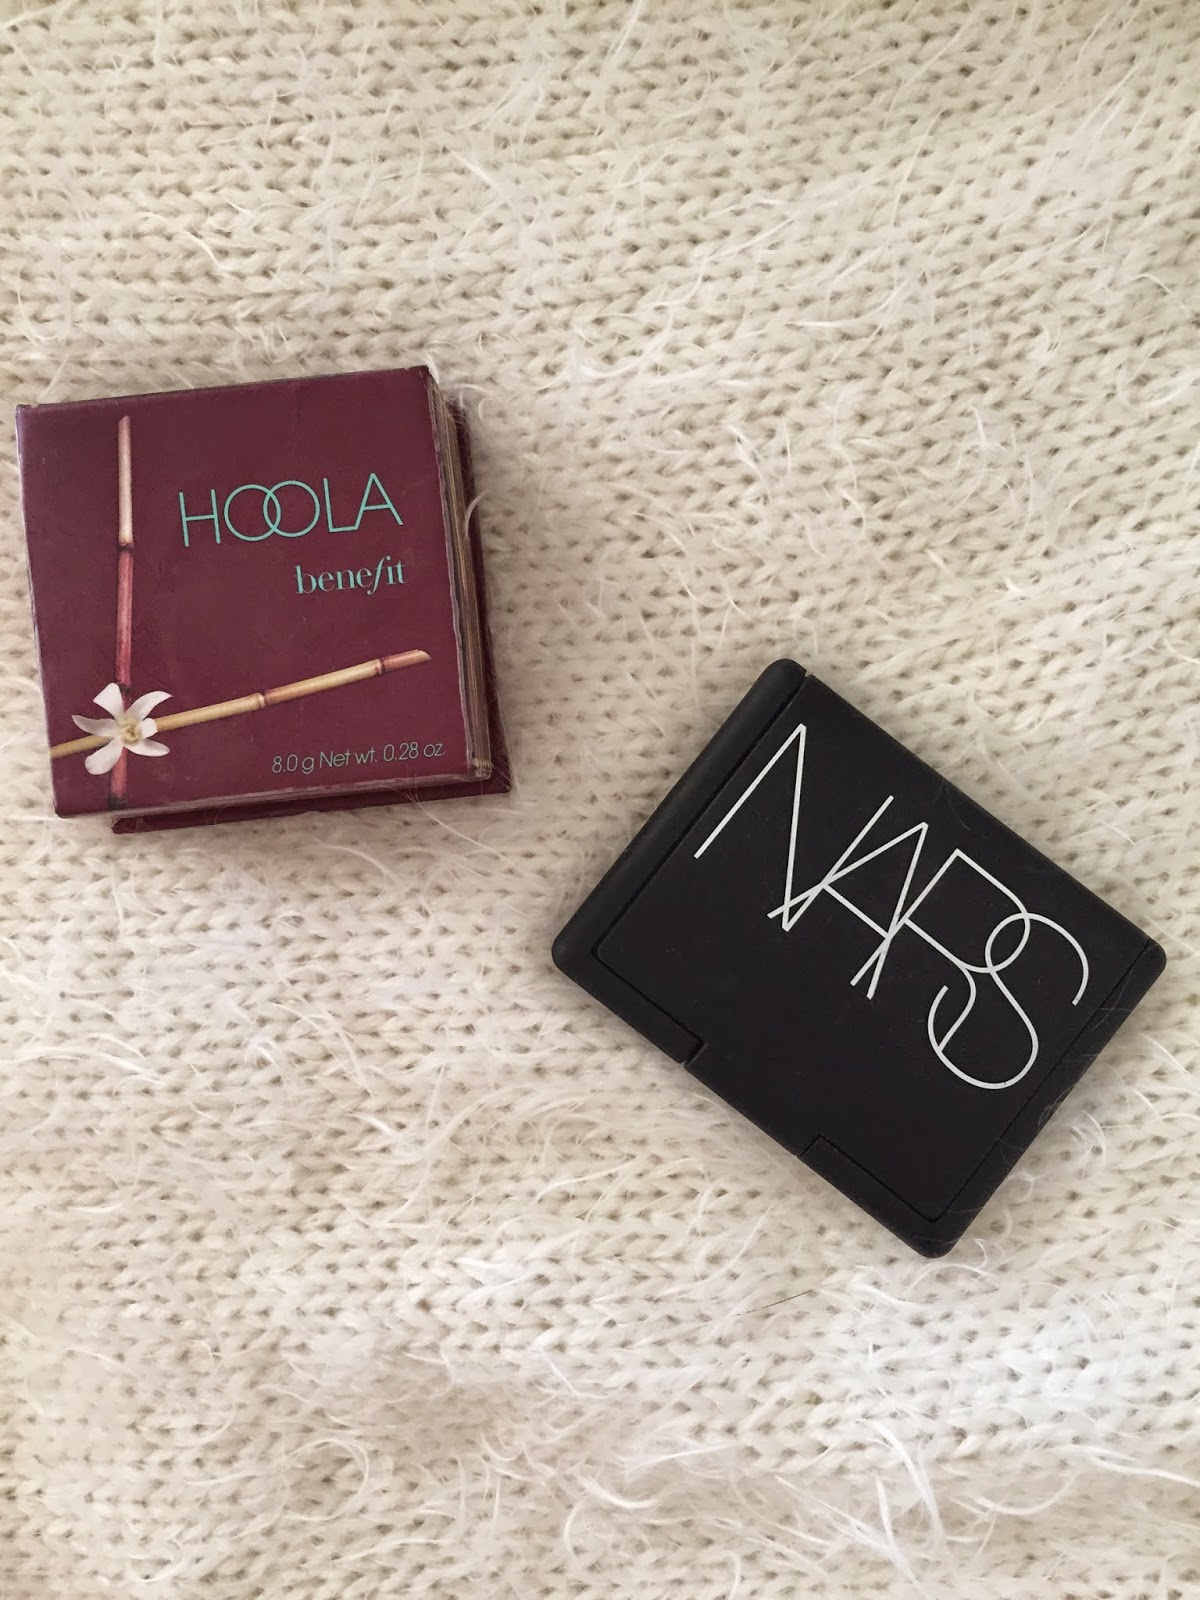 HOOLA
benefit
8.0 g Net wt. 0.28 oz.
NARS